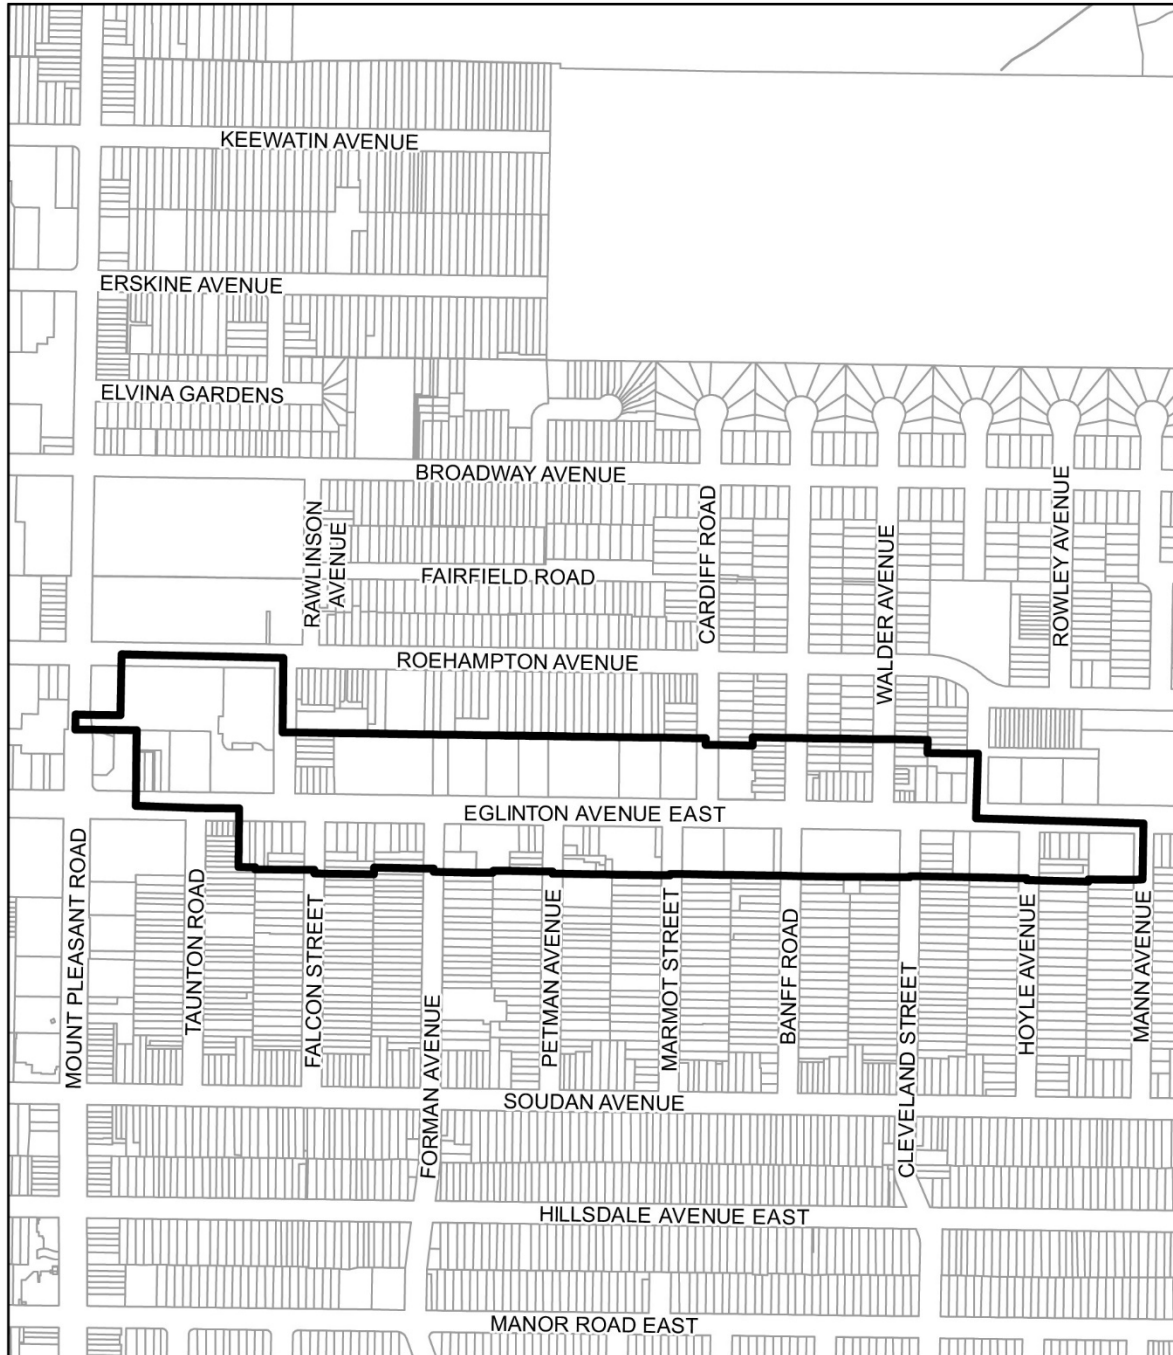 KEEWATIN AVENUE
ERSKINE AVENUE
ELVINA GARDENS
BROADWAY AVENUE
RAWLINSON
AVENUE
CARDIFF ROAD
WALDER AVENUE
ROWLEY AVENUE
FAIRFIELD ROAD
ROEHAMPTON AVENUE
EGLINTON AVENUE EAST
MOUNT PLEASANT ROAD
TAUNTON ROAD
FALCON STREET
FORMAN AVENUE
PETMAN AVENUE
MARMOT STREET
BANFF ROAD
CLEVELAND STREET
HOYLE AVENUE
MANN AVENUE
SOUDAN AVENUE
HILLSDALE AVENUE EAST
MANOR ROAD EAST